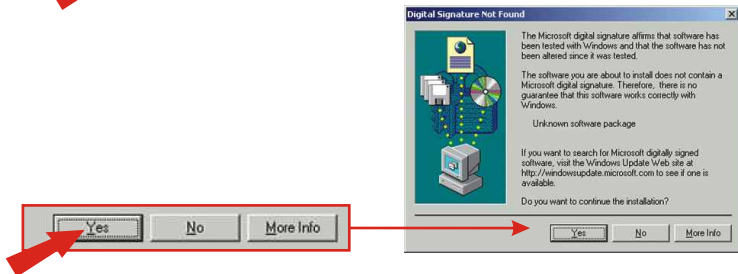 Digital Signature Not Found
The Microsoft digital signature affirms that software has
been tested with Windows and that the software has not
been altered since it was tested.
The software you are about to install does not contain a
Microsoft digital signature. Therefore, there is no
guarantee that this software works correctly with
Windows.
Unknown software package
If you want to search for Microsoft digitally signed
software, visit the Windows Update Web site at
http://windowsupdate.microsoft.com to see if one is
available.
Do you want to continue the installation?
Yes No More Info
Yes No More Info